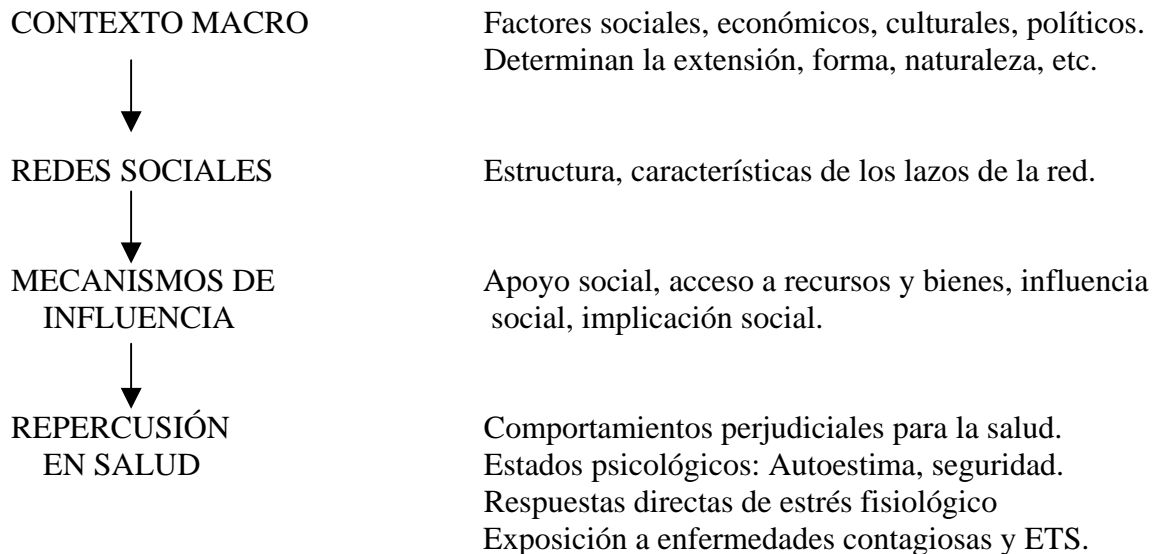 CONTEXTO MACRO Factores sociales, económicos, culturales, políticos.
Determinan la extensión, forma, naturaleza, etc.
REDES SOCIALES Estructura, características de los lazos de la red.
MECANISMOS DE Apoyo social, acceso a recursos y bienes, influencia
INFLUENCIA social, implicación social.
REPERCUSIÓN Comportamientos perjudiciales para la salud.
EN SALUD Estados psicológicos: Autoestima, seguridad.
Respuestas directas de estrés fisiológico
Exposición a enfermedades contagiosas y ETS.